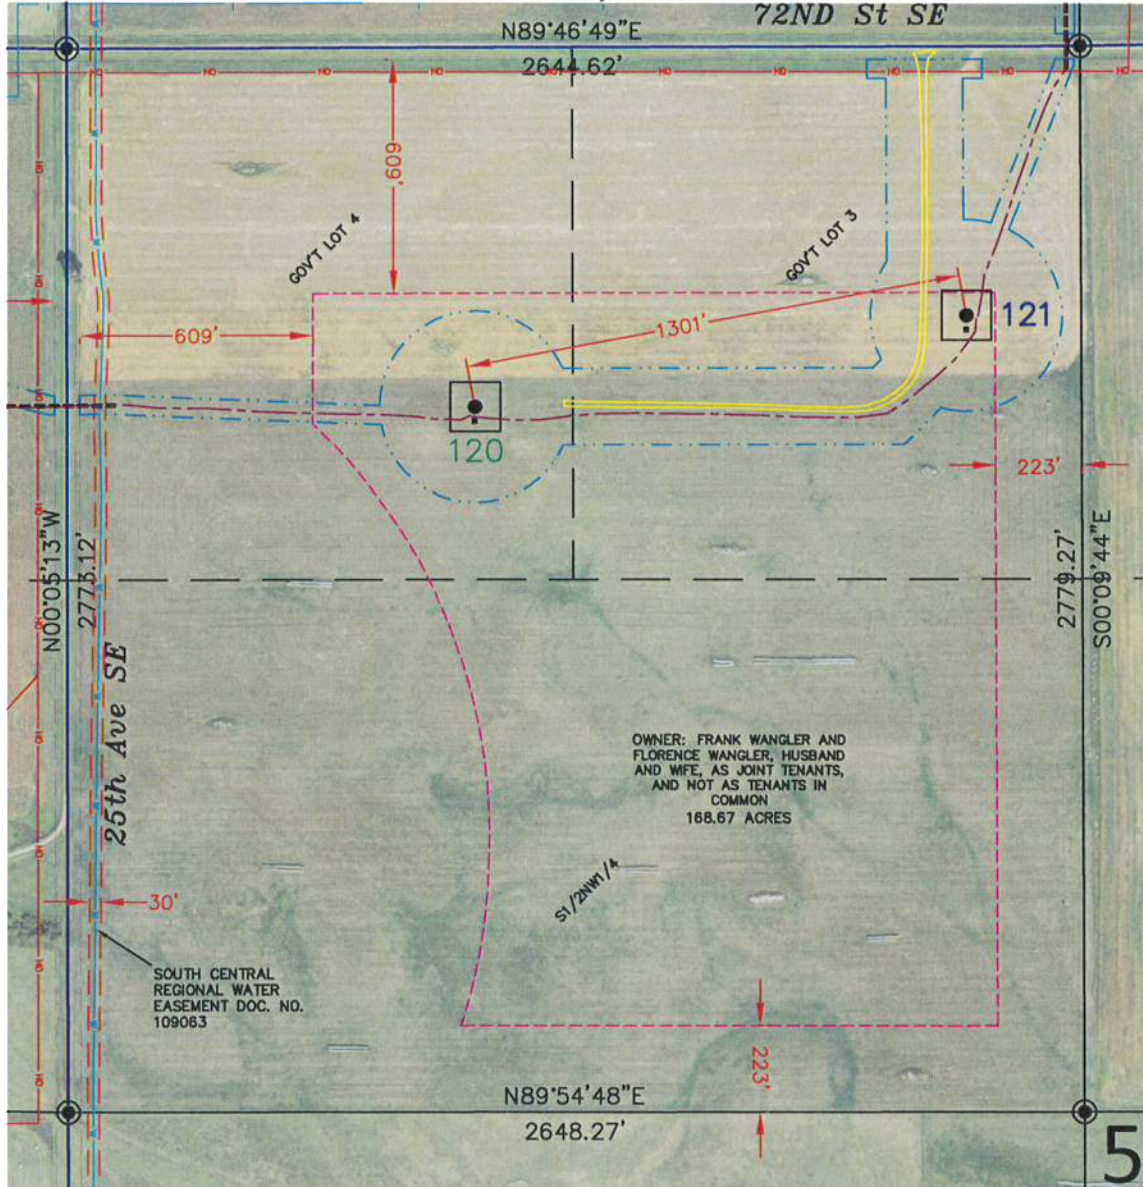 72ND St SE
N89°46'49"E
2644.62'
609'
GOV'T LOT 4
GOV'T LOT 3
609'
1301'
121
120
223'
N00°05'13"W
2773.12'
2779.27'
S00°09'44"E
25th Ave SE
OWNER: FRANK WANGLER AND
FLORENCE WANGLER, HUSBAND
AND WIFE, AS JOINT TENANTS,
AND NOT AS TENANTS IN
COMMON
168.67 ACRES
S1/2NW1/4
30'
SOUTH CENTRAL
REGIONAL WATER
EASEMENT DOC. NO.
109063
223'
N89°54'48"E
2648.27'
5